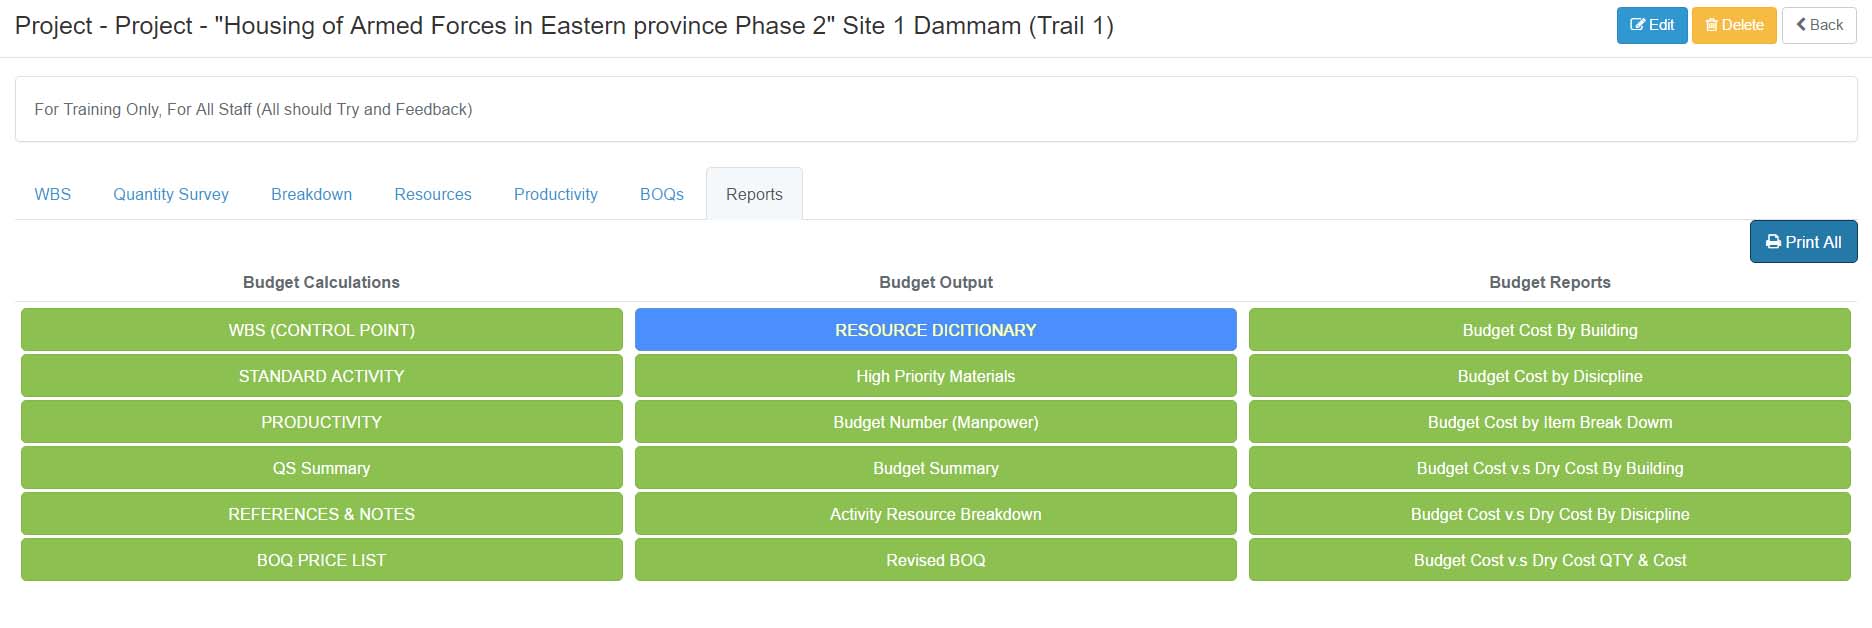 Project - Project - "Housing of Armed Forces in Eastern province Phase 2" Site 1 Dammam (Trail 1)
Edit
Delete
Back
For Training Only, For All Staff (All should Try and Feedback)
WBS
Quantity Survey
Breakdown
Resources
Productivity
BOQs
Reports
Print All
Budget Calculations
WBS (CONTROL POINT)
STANDARD ACTIVITY
PRODUCTIVITY
QS Summary
REFERENCES & NOTES
BOQ PRICE LIST
Budget Output
RESOURCE DICITIONARY
High Priority Materials
Budget Number (Manpower)
Budget Summary
Activity Resource Breakdown
Revised BOQ
Budget Reports
Budget Cost By Building
Budget Cost by Disicpline
Budget Cost by Item Break Dowm
Budget Cost v.s Dry Cost By Building
Budget Cost v.s Dry Cost By Disicpline
Budget Cost v.s Dry Cost QTY & Cost